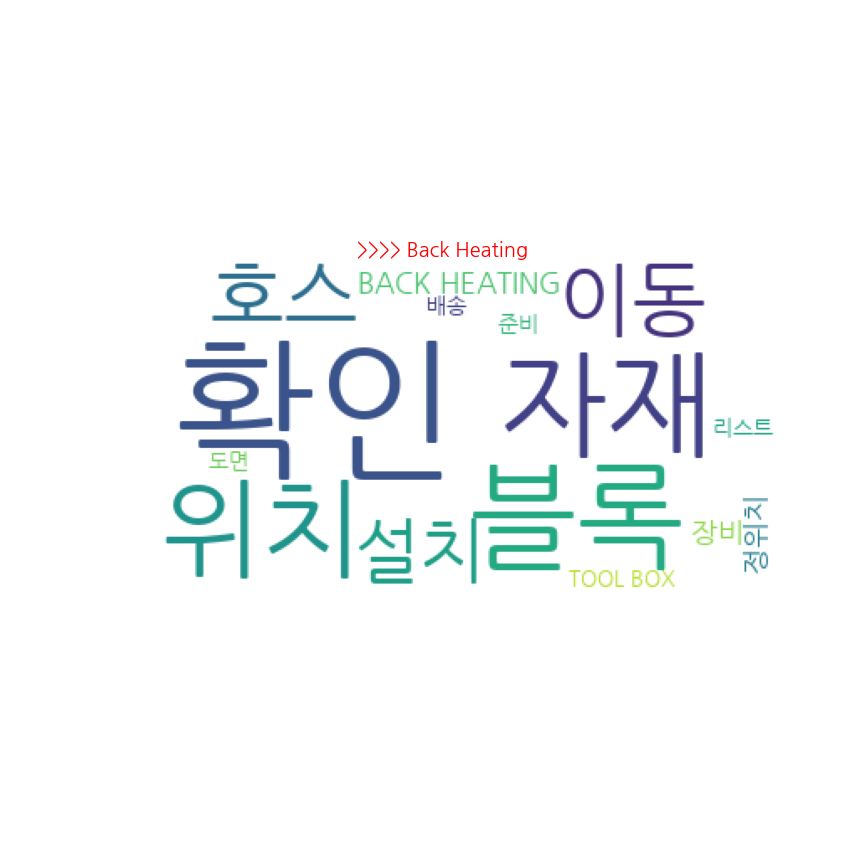 >>>> Back Heating
호스
BACK HEATING
이동
배송
준비
확인
자재
리스트
도면
위치
설치
블록
장비
정위치
TOOL BOX